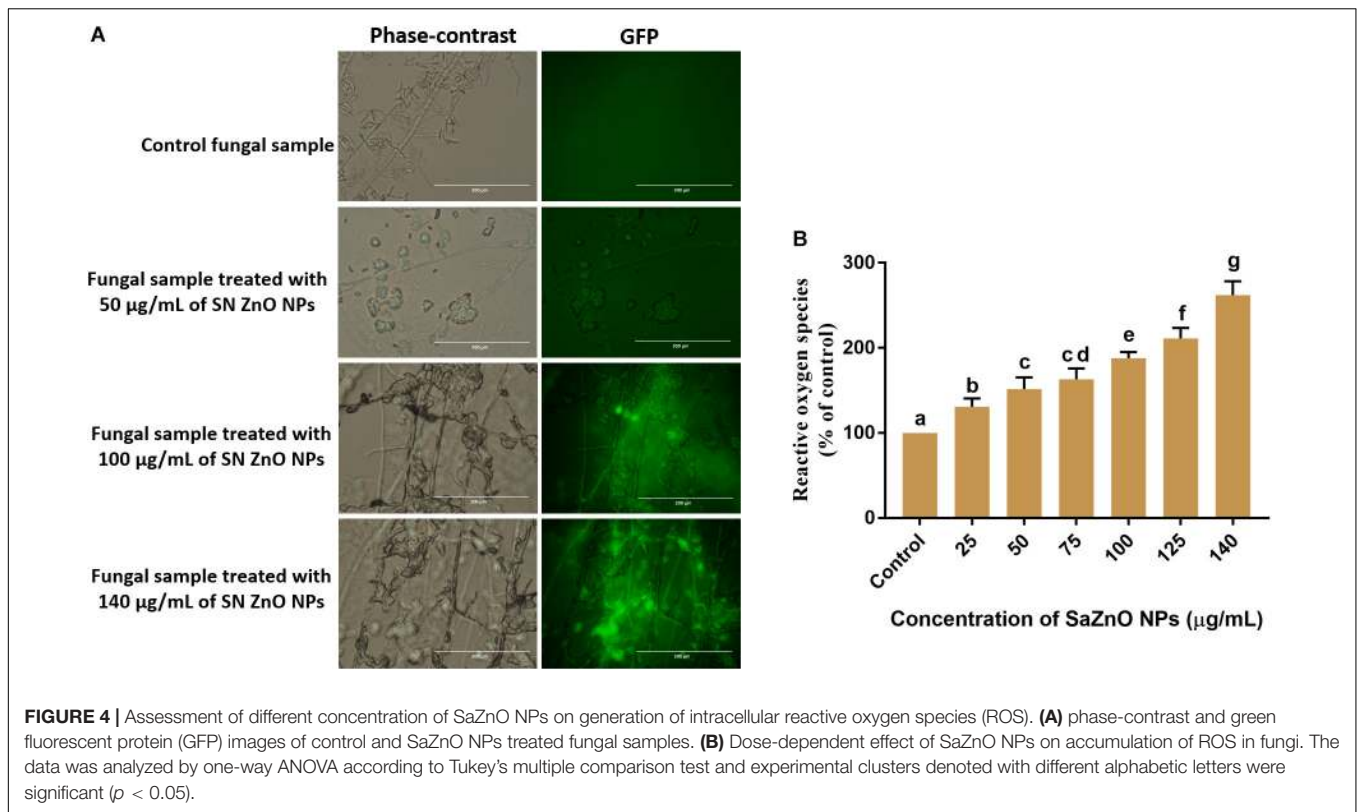 A
Phase-contrast
GFP
Control fungal sample
Fungal sample treated with
50 µg/mL of SN ZnO NPs
Fungal sample treated with
100 µg/mL of SN ZnO NPs
Fungal sample treated with
140 µg/mL of SN ZnO NPs
B
Reactive oxygen species
(% of control)
300
200
100
0
a
b
c
c d
e
f
g
Control
25
50
75
100
125
140
Concentration of SaZnO NPs (µg/mL)
FIGURE 4 | Assessment of different concentration of SaZnO NPs on generation of intracellular reactive oxygen species (ROS). (A) phase-contrast and green
fluorescent protein (GFP) images of control and SaZnO NPs treated fungal samples. (B) Dose-dependent effect of SaZnO NPs on accumulation of ROS in fungi. The
data was analyzed by one-way ANOVA according to Tukey's multiple comparison test and experimental clusters denoted with different alphabetic letters were
significant (p < 0.05).